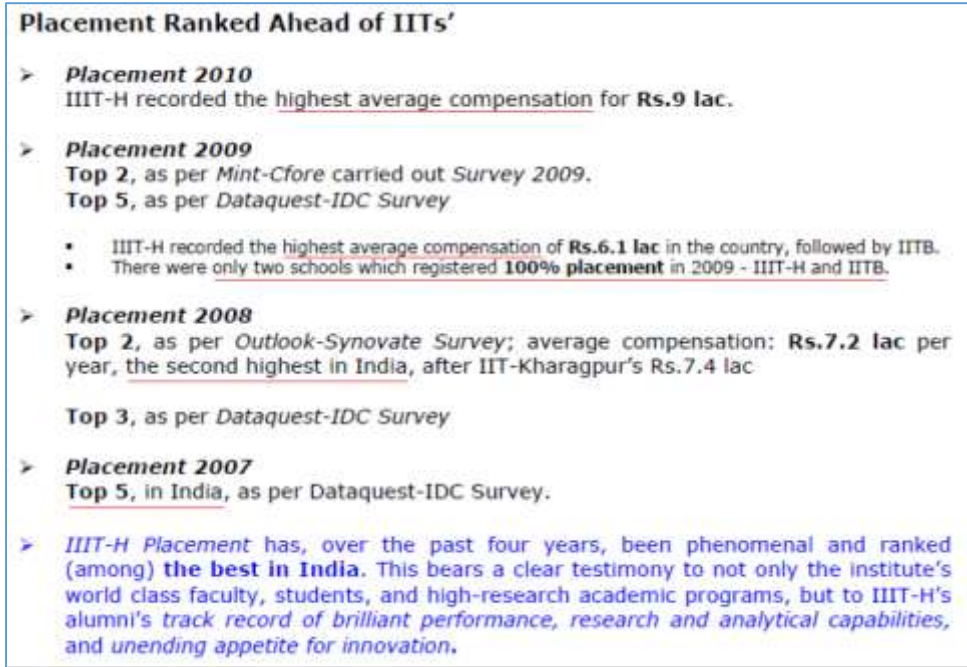 Placement Ranked Ahead of IITs’
➢ Placement 2010
IIIT-H recorded the highest average compensation for Rs.9 lac.
➢ Placement 2009
Top 2, as per Mint-Cfore carried out Survey 2009.
Top 5, as per Dataquest-IDC Survey
▪ IIIT-H recorded the highest average compensation of Rs.6.1 lac in the country, followed by IITB.
▪ There were only two schools which registered 100% placement in 2009 - IIIT-H and IITB.
➢ Placement 2008
Top 2, as per Outlook-Synovate Survey; average compensation: Rs.7.2 lac per
year, the second highest in India, after IIT-Kharagpur’s Rs.7.4 lac
Top 3, as per Dataquest-IDC Survey
➢ Placement 2007
Top 5, in India, as per Dataquest-IDC Survey.
➢ IIIT-H Placement has, over the past four years, been phenomenal and ranked
(among) the best in India. This bears a clear testimony to not only the institute’s
world class faculty, students, and high-research academic programs, but to IIIT-H’s
alumni’s track record of brilliant performance, research and analytical capabilities,
and unending appetite for innovation.